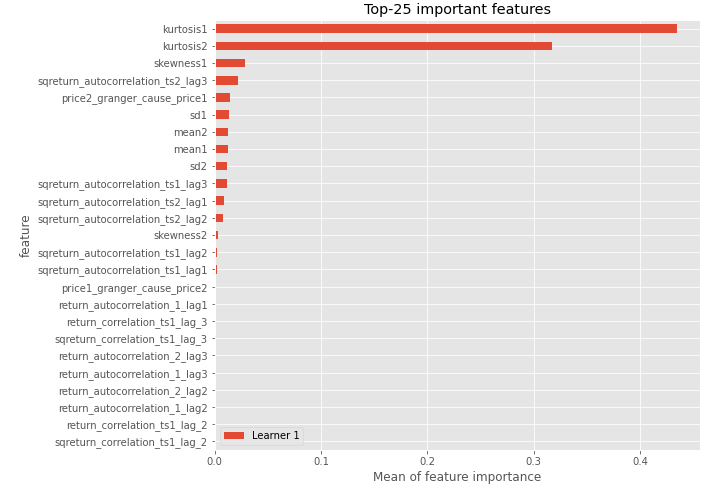 Top-25 important features
kurtosis1
kurtosis2
skewness1
sqreturn_autocorrelation_ts2_lag3
price2_granger_cause_price1
sd1
mean2
mean1
sd2
sqreturn_autocorrelation_ts1_lag3
sqreturn_autocorrelation_ts2_lag1
sqreturn_autocorrelation_ts2_lag2
skewness2
sqreturn_autocorrelation_ts1_lag2
sqreturn_autocorrelation_ts1_lag1
price1_granger_cause_price2
return_autocorrelation_1_lag1
return_correlation_ts1_lag_3
sqreturn_correlation_ts1_lag_3
return_autocorrelation_2_lag3
return_autocorrelation_1_lag3
return_autocorrelation_2_lag2
return_autocorrelation_1_lag2
return_correlation_ts1_lag_2
sqreturn_correlation_ts1_lag_2
feature
Learner 1
0.0 0.1 0.2 0.3 0.4
Mean of feature importance